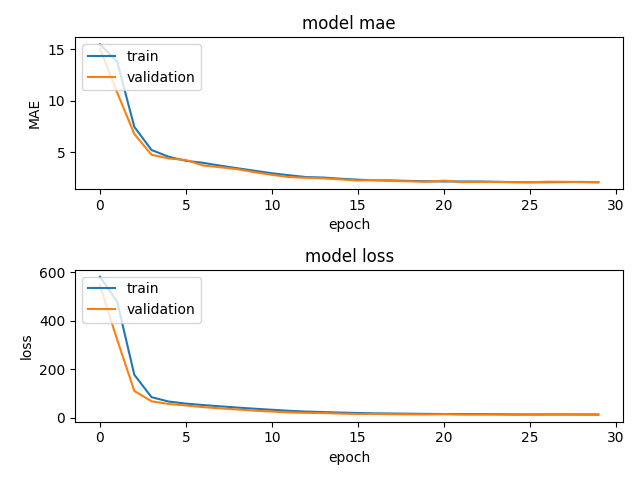 model mae
15
10
5
MAE
train
validation
0 5 10 15 20 25 30
epoch
model loss
600
400
200
0
loss
train
validation
0 5 10 15 20 25 30
epoch